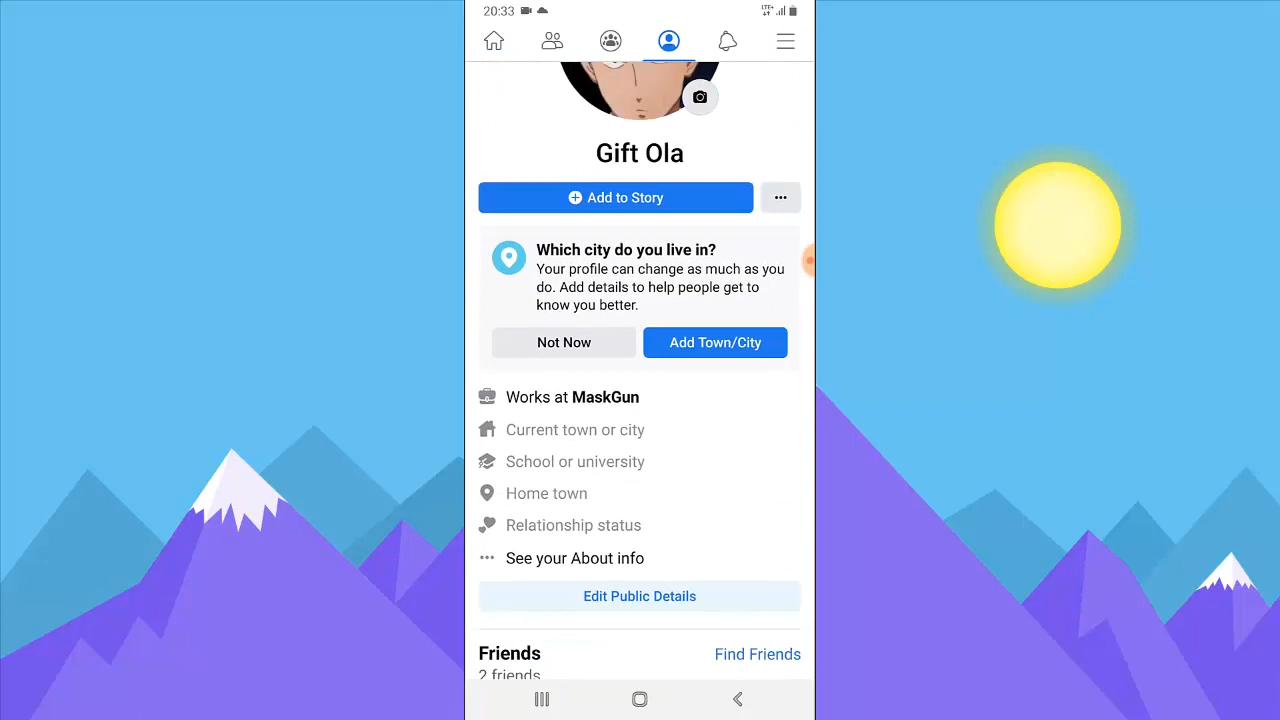 20:33
LTE+
Gift Ola
Add to Story
Which city do you live in?
Your profile can change as much as you
do. Add details to help people get to
know you better.
Not Now
Add Town/City
Works at MaskGun
Current town or city
School or university
Home town
Relationship status
See your About info
Edit Public Details
Friends
Find Friends
2 friends